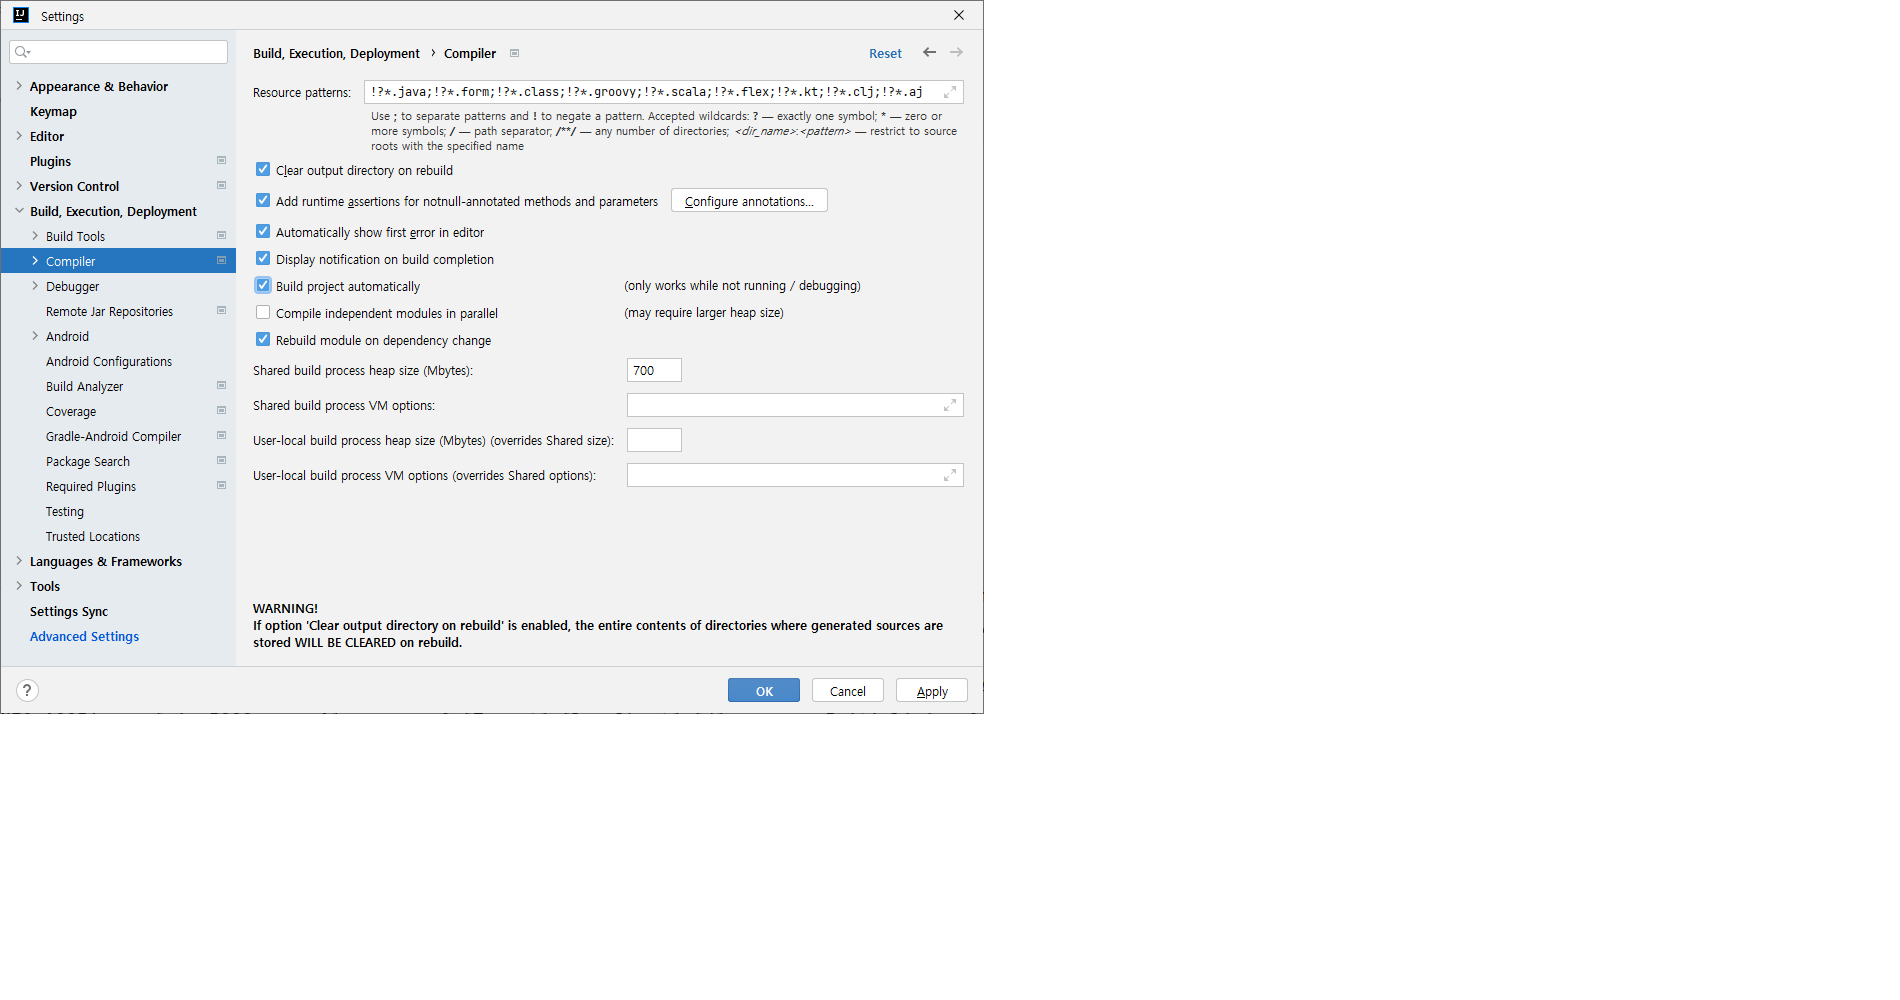 Settings
Build, Execution, Deployment › Compiler
Reset
Appearance & Behavior
Keymap
Editor
Plugins
Version Control
Build, Execution, Deployment
Build Tools
Compiler
Debugger
Remote Jar Repositories
Android
Android Configurations
Build Analyzer
Coverage
Gradle-Android Compiler
Package Search
Required Plugins
Testing
Trusted Locations
Languages & Frameworks
Tools
Settings Sync
Advanced Settings
Resource patterns: !?*.java;!?*.form;!?*.class;!?*.groovy;!?*.scala;!?*.flex;!?*.kt;!?*.clj;!?*.aj
Use ; to separate patterns and ! to negate a pattern. Accepted wildcards: ? — exactly one symbol; * — zero or
more symbols; / — path separator; /**/ — any number of directories; <dir_name>:<pattern> — restrict to source
roots with the specified name
Clear output directory on rebuild
Add runtime assertions for notnull-annotated methods and parameters Configure annotations...
Automatically show first error in editor
Display notification on build completion
Build project automatically (only works while not running / debugging)
Compile independent modules in parallel (may require larger heap size)
Rebuild module on dependency change
Shared build process heap size (Mbytes): 700
Shared build process VM options:
User-local build process heap size (Mbytes) (overrides Shared size):
User-local build process VM options (overrides Shared options):
WARNING!
If option 'Clear output directory on rebuild' is enabled, the entire contents of directories where generated sources are
stored WILL BE CLEARED on rebuild.
?
OK Cancel Apply